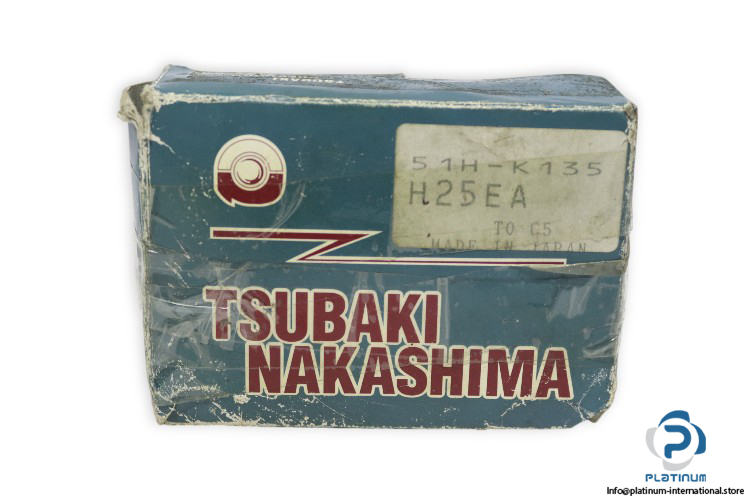 51H-K135
H25EA
TO C5
MADE IN JAPAN
TSUBAKI
NAKASHIMA
PLATINUM
Info@platinum-international.store